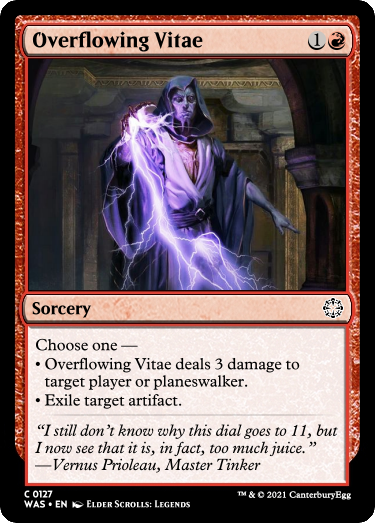 Overflowing Vitae 1
Sorcery
Choose one —
• Overflowing Vitae deals 3 damage to
target player or planeswalker.
• Exile target artifact.
“I still don’t know why this dial goes to 11, but
I now see that it is, in fact, too much juice.”
—Vernus Prioleau, Master Tinker
C 0127
WAS • EN Elder Scrolls: Legends ™ & © 2021 CanterburyEgg